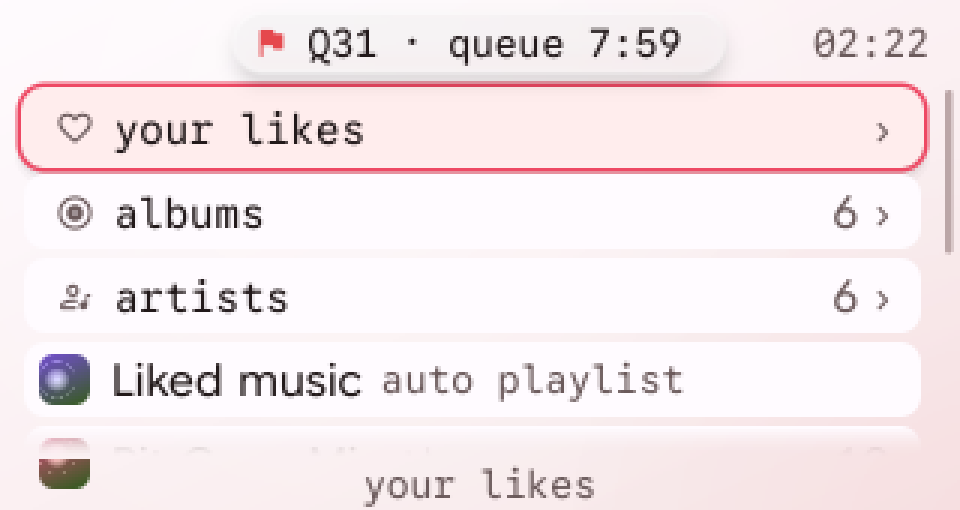 Q31 · queue 7:59 02:22
your likes ›
albums 6 ›
artists 6 ›
Liked music auto playlist
your likes